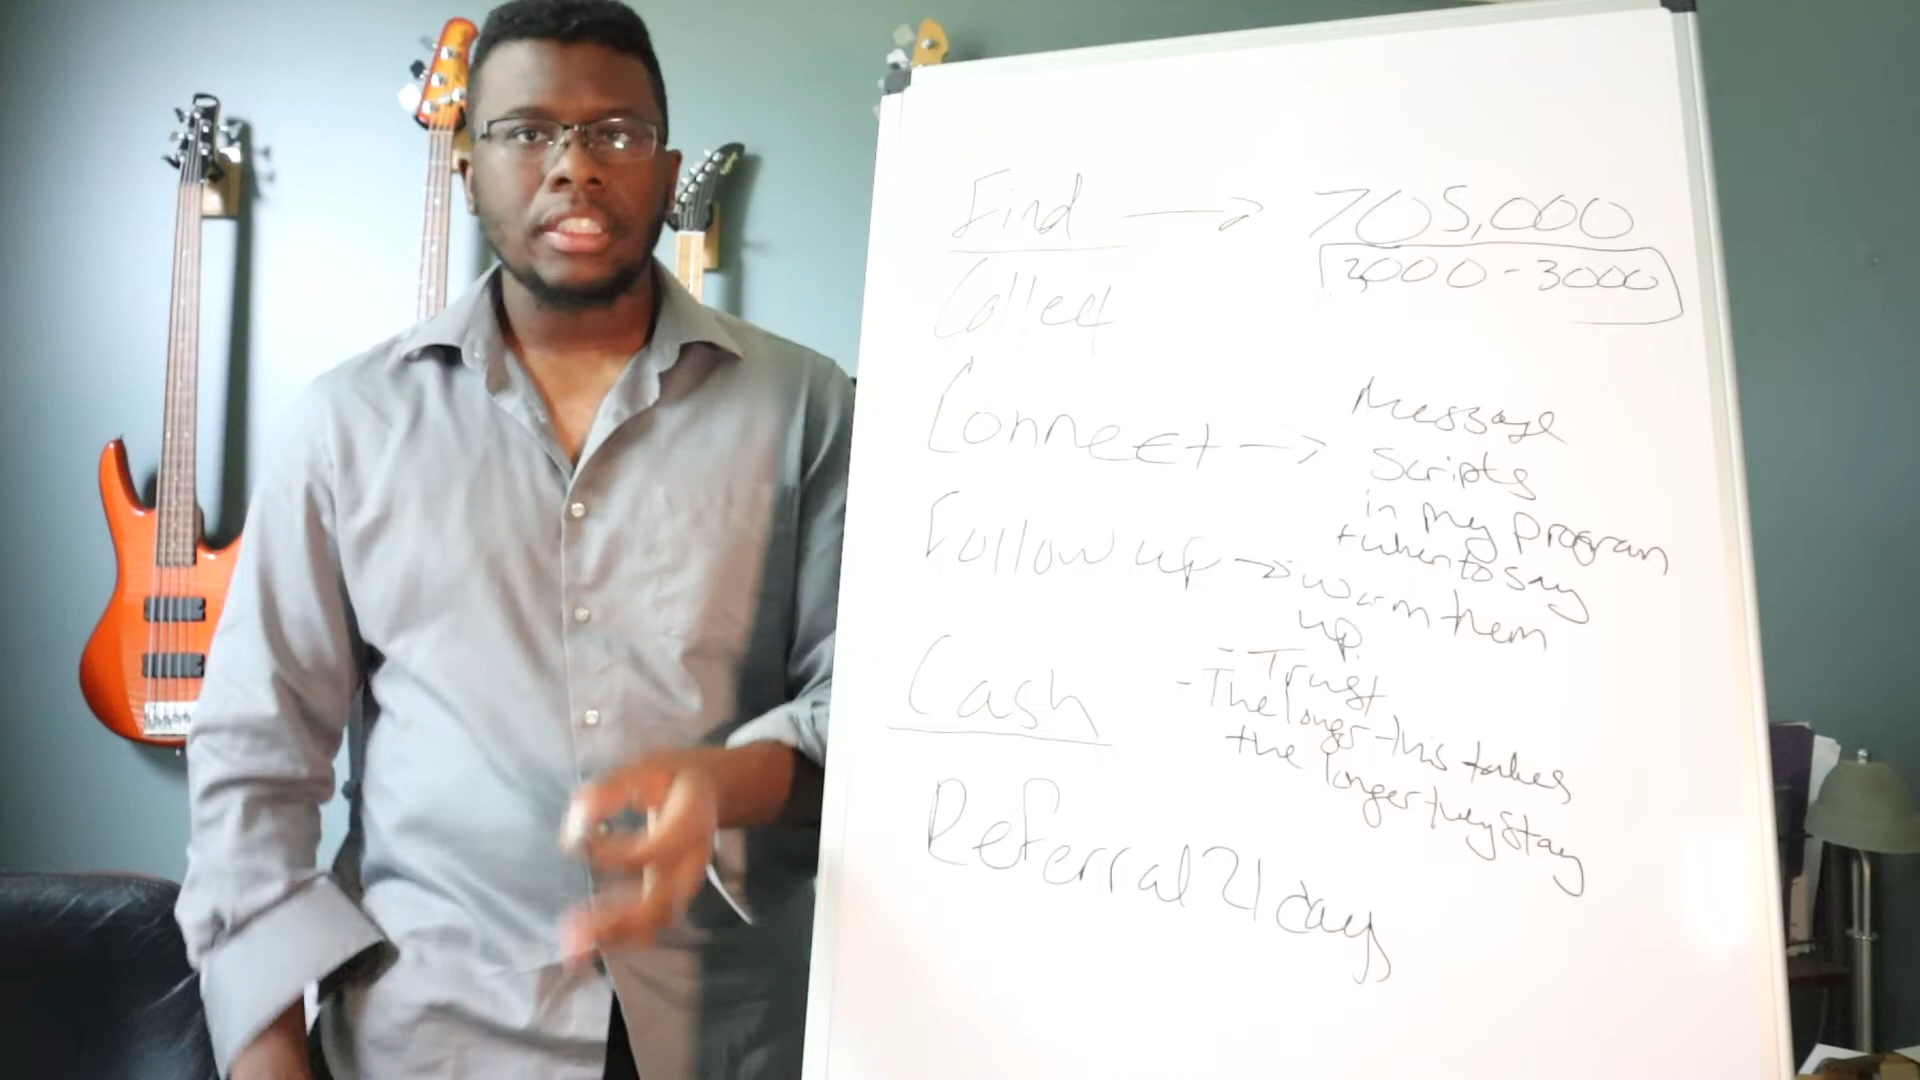 Find → 705,000
2000-3000
Collect
Connect → Message
Scripts
in my program
+ when to say
Follow up → warm them
up.
- Trust
- The longer this takes
the longer they stay
Cash
Referral 21 days